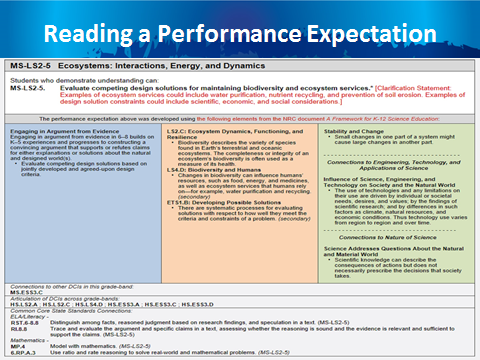 Reading a Performance Expectation
MS-LS2-5 Ecosystems: Interactions, Energy, and Dynamics
Students who demonstrate understanding can:
MS-LS2-5. Evaluate competing design solutions for maintaining biodiversity and ecosystem services.* [Clarification Statement:
Examples of ecosystem services could include water purification, nutrient recycling, and prevention of soil erosion. Examples of
design solution constraints could include scientific, economic, and social considerations ]
The performance expectation above was developed using the following elements from the NRC document A Framework for K-12 Science Education:
Engaging in Argument from Evidence
Engaging in argument from evidence in 6–8 builds on
K–5 experiences and progresses to constructing a
convincing argument that supports or refutes claims
for either explanations or solutions about the natural
and designed world(s).
• Evaluate competing design solutions based on
jointly developed and agreed-upon design
criteria.
LS2.C: Ecosystem Dynamics, Functioning, and
Resilience
• Biodiversity describes the variety of species
found in Earth's terrestrial and oceanic
ecosystems. The completeness or integrity of an
ecosystem's biodiversity is often used as a
measure of its health.
LS4.D: Biodiversity and Humans
• Changes in biodiversity can influence humans'
resources, such as food, energy, and medicines,
as well as ecosystem services that humans rely
on—for example, water purification and recycling
(secondary)
ETS1.B: Developing Possible Solutions
• There are systematic processes for evaluating
solutions with respect to how well they meet the
criteria and constraints of a problem. (secondary)
Stability and Change
• Small changes in one part of a system might
cause large changes in another part.
Connections to Engineering, Technology, and
Applications of Science
Influence of Science, Engineering, and
Technology on Society and the Natural World
• The use of technologies and any limitations on
their use are driven by individual or societal
needs, desires, and values; by the findings of
scientific research; and by differences in such
factors as climate, natural resources, and
economic conditions. Thus technology use varies
from region to region and over time.
Connections to Nature of Science
Science Addresses Questions About the Natural
and Material World
• Scientific knowledge can describe the
consequences of actions but does not
necessarily prescribe the decisions that society
takes.
Connections to other DCIs in this grade-band:
MS.ESS3.C
Articulation of DCIs across grade-bands:
HS.LS2.A ; HS.LS2.C ; HS.LS4.D ; HS.ESS3.A ; HS.ESS3.C ; HS.ESS3.D
Common Core State Standards Connections:
ELA/Literacy -
RST.6-8.8 Distinguish among facts, reasoned judgment based on research findings, and speculation in a text. (MS-LS2-5)
RI.8.8 Trace and evaluate the argument and specific claims in a text, assessing whether the reasoning is sound and the evidence is relevant and sufficient to
support the claims. (MS-LS2-5)
Mathematics -
MP.4 Model with mathematics. (MS-LS2-5)
6.RP.A.3 Use ratio and rate reasoning to solve real-world and mathematical problems. (MS-LS2-5)